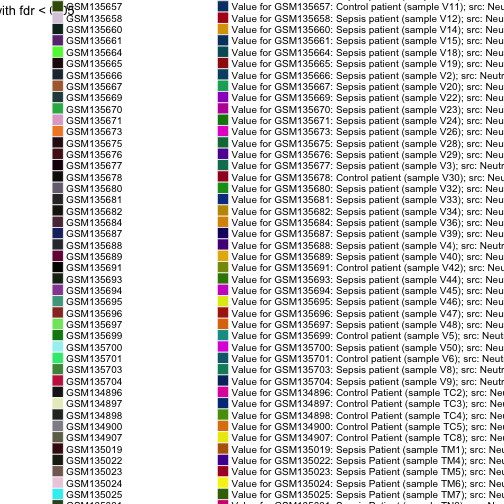 with fdr <
GSM135657 Value for GSM135657: Control patient (sample V11); src: Neu
GSM135658 Value for GSM135658: Sepsis patient (sample V12); src: Neu
GSM135660 Value for GSM135660: Sepsis patient (sample V14); src: Neu
GSM135661 Value for GSM135661: Sepsis patient (sample V15); src: Neu
GSM135664 Value for GSM135664: Sepsis patient (sample V18); src: Neu
GSM135665 Value for GSM135665: Sepsis patient (sample V19); src: Neu
GSM135666 Value for GSM135666: Sepsis patient (sample V2); src: Neutr
GSM135667 Value for GSM135667: Sepsis patient (sample V20); src: Neu
GSM135669 Value for GSM135669: Sepsis patient (sample V22); src: Neu
GSM135670 Value for GSM135670: Sepsis patient (sample V23); src: Neu
GSM135671 Value for GSM135671: Sepsis patient (sample V24); src: Neu
GSM135673 Value for GSM135673: Sepsis patient (sample V26); src: Neu
GSM135675 Value for GSM135675: Sepsis patient (sample V28); src: Neu
GSM135676 Value for GSM135676: Sepsis patient (sample V29); src: Neu
GSM135677 Value for GSM135677: Sepsis patient (sample V3); src: Neutr
GSM135678 Value for GSM135678: Control patient (sample V30); src: Neu
GSM135680 Value for GSM135680: Sepsis patient (sample V32); src: Neu
GSM135681 Value for GSM135681: Sepsis patient (sample V33); src: Neu
GSM135682 Value for GSM135682: Sepsis patient (sample V34); src: Neu
GSM135684 Value for GSM135684: Sepsis patient (sample V36); src: Neu
GSM135687 Value for GSM135687: Sepsis patient (sample V39); src: Neu
GSM135688 Value for GSM135688: Sepsis patient (sample V4); src: Neutr
GSM135689 Value for GSM135689: Sepsis patient (sample V40); src: Neu
GSM135691 Value for GSM135691: Control patient (sample V42); src: Neu
GSM135693 Value for GSM135693: Sepsis patient (sample V44); src: Neu
GSM135694 Value for GSM135694: Sepsis patient (sample V45); src: Neu
GSM135695 Value for GSM135695: Sepsis patient (sample V46); src: Neu
GSM135696 Value for GSM135696: Sepsis patient (sample V47); src: Neu
GSM135697 Value for GSM135697: Sepsis patient (sample V48); src: Neu
GSM135699 Value for GSM135699: Control patient (sample V5); src: Neut
GSM135700 Value for GSM135700: Sepsis patient (sample V50); src: Neu
GSM135701 Value for GSM135701: Control patient (sample V6); src: Neut
GSM135703 Value for GSM135703: Sepsis patient (sample V8); src: Neutr
GSM135704 Value for GSM135704: Sepsis patient (sample V9); src: Neutr
GSM134896 Value for GSM134896: Control Patient (sample TC2); src: Neu
GSM134897 Value for GSM134897: Control Patient (sample TC3); src: Neu
GSM134898 Value for GSM134898: Control Patient (sample TC4); src: Neu
GSM134900 Value for GSM134900: Control Patient (sample TC5); src: Neu
GSM134907 Value for GSM134907: Control Patient (sample TC8); src: Neu
GSM135019 Value for GSM135019: Sepsis Patient (sample TM1); src: Neu
GSM135022 Value for GSM135022: Sepsis Patient (sample TM4); src: Neu
GSM135023 Value for GSM135023: Sepsis Patient (sample TM5); src: Neu
GSM135024 Value for GSM135024: Sepsis Patient (sample TM6); src: Neu
GSM135025 Value for GSM135025: Sepsis Patient (sample TM7); src: Neu